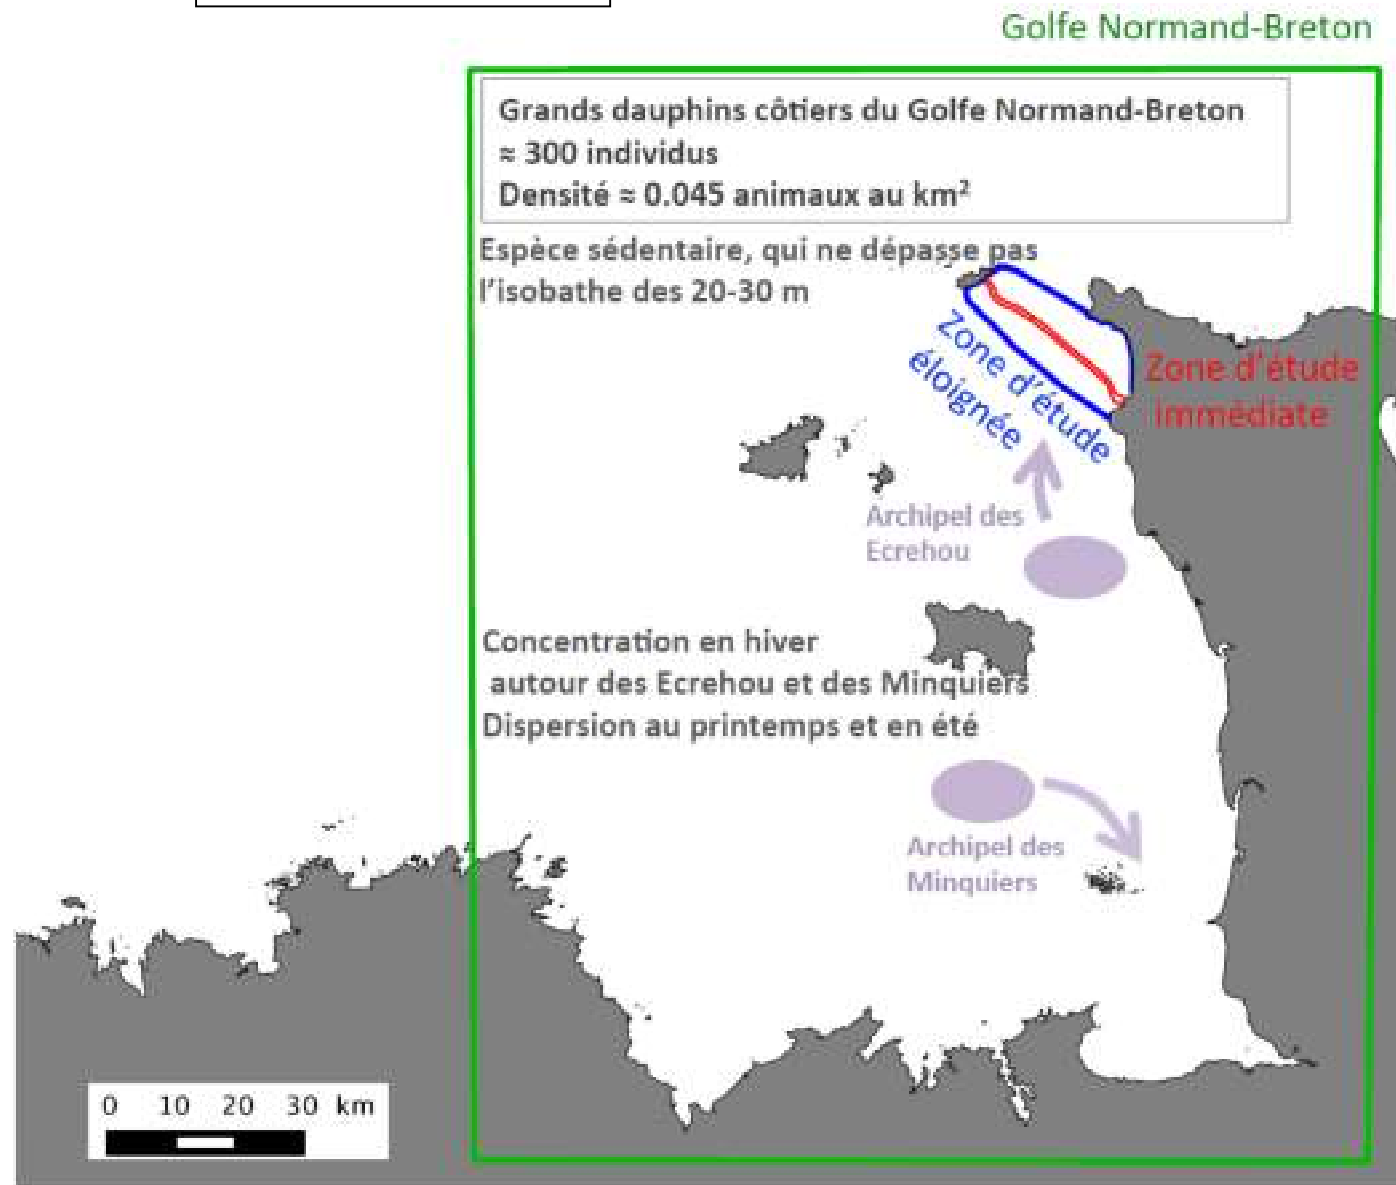 Golfe Normand-Breton
Grands dauphins côtiers du Golfe Normand-Breton
≈ 300 individus
Densité ≈ 0.045 animaux au km²
Espèce sédentaire, qui ne dépasse pas
l'isobathe des 20-30 m
Zone d'étude
éloignée
Zone d'étude
immédiate
Archipel des
Ecrehou
Concentration en hiver
autour des Ecrehou et des Minquiers
Dispersion au printemps et en été
Archipel des
Minquiers
0 10 20 30 km